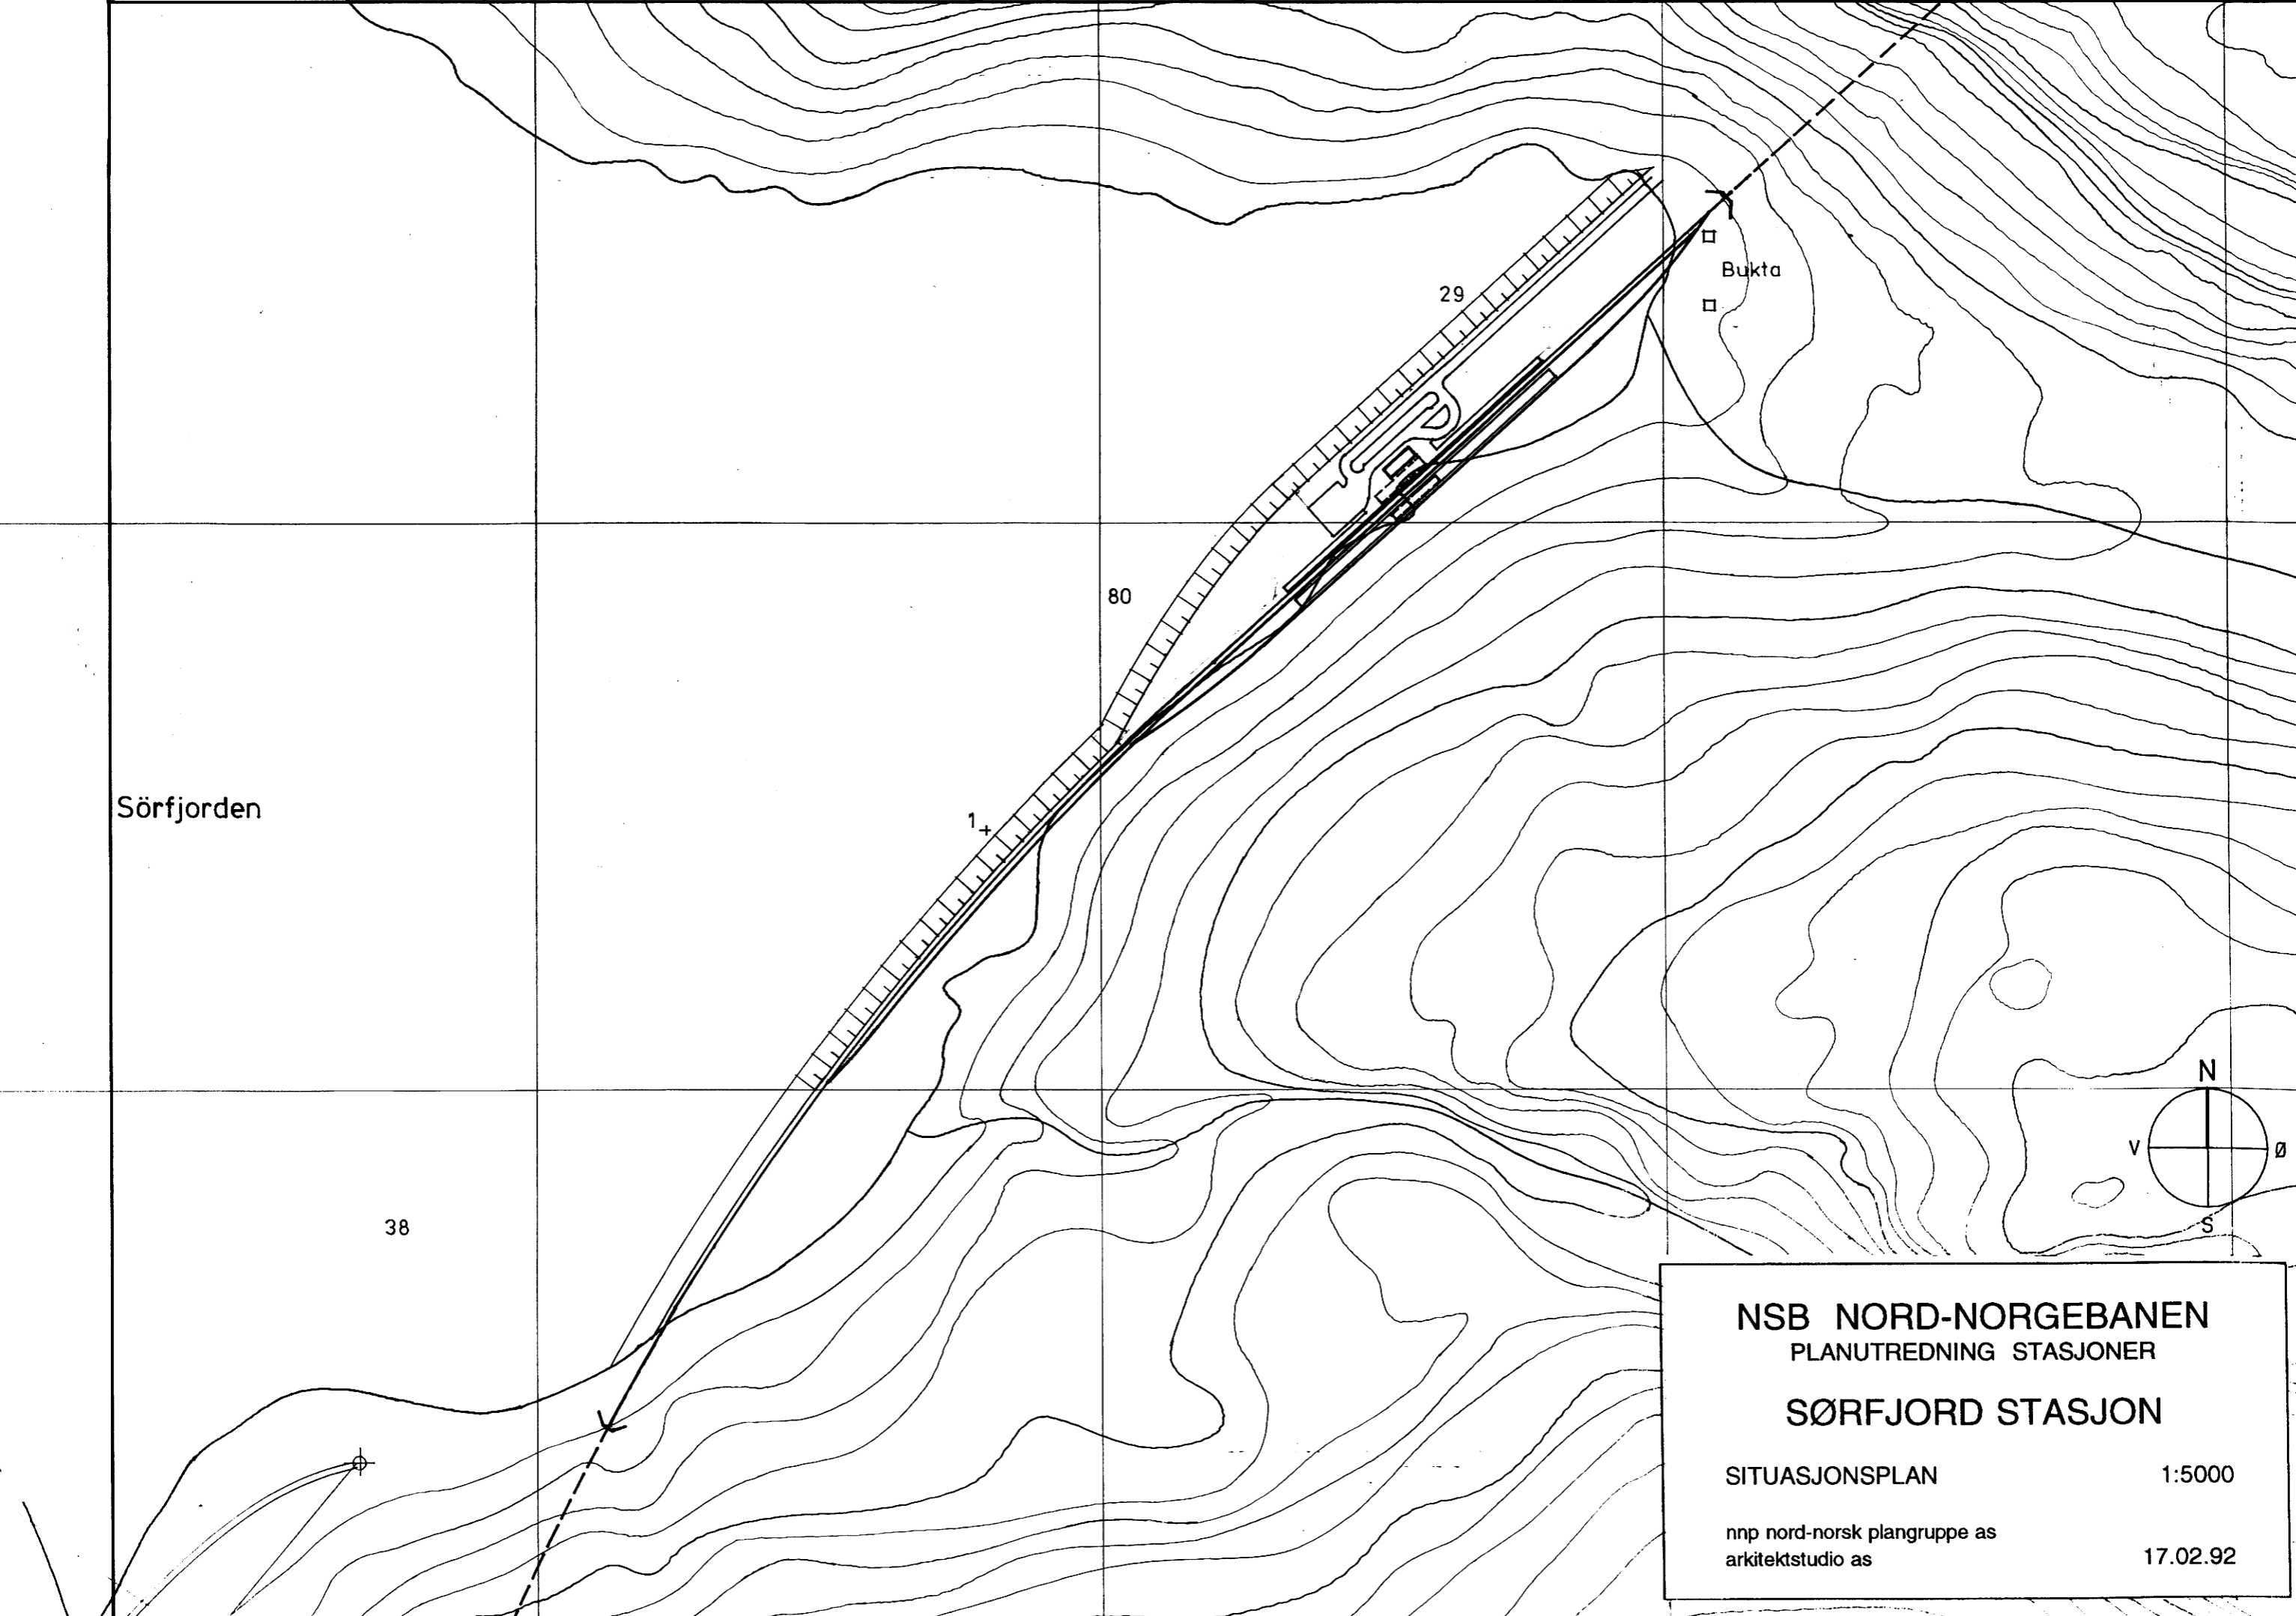 Bukta
29
80
Sörfjorden
1
38
N
V
Ø
S
NSB NORD-NORGEBANEN
PLANUTREDNING STASJONER
SØRFJORD STASJON
SITUASJONSPLAN 1:5000
nnp nord-norsk plangruppe as
arkitektstudio as 17.02.92